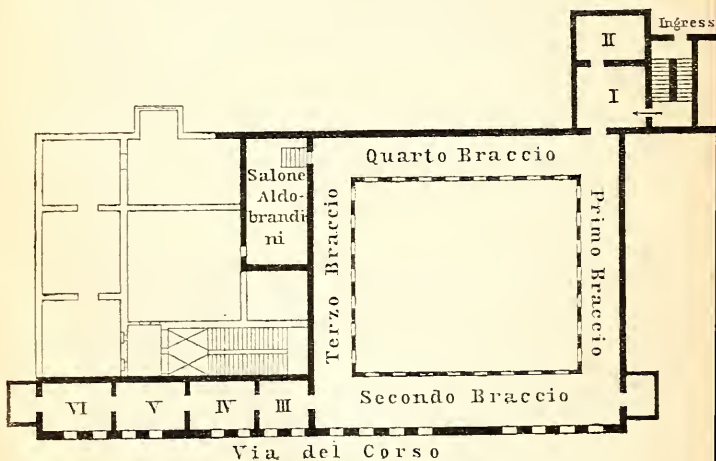 Ingress
II
I
Quarto Braccio
Salone
Aldo-
brandi-
ni
Terzo Braccio
Primo Braccio
Secondo Braccio
VI
V
IV
III
Via del Corso